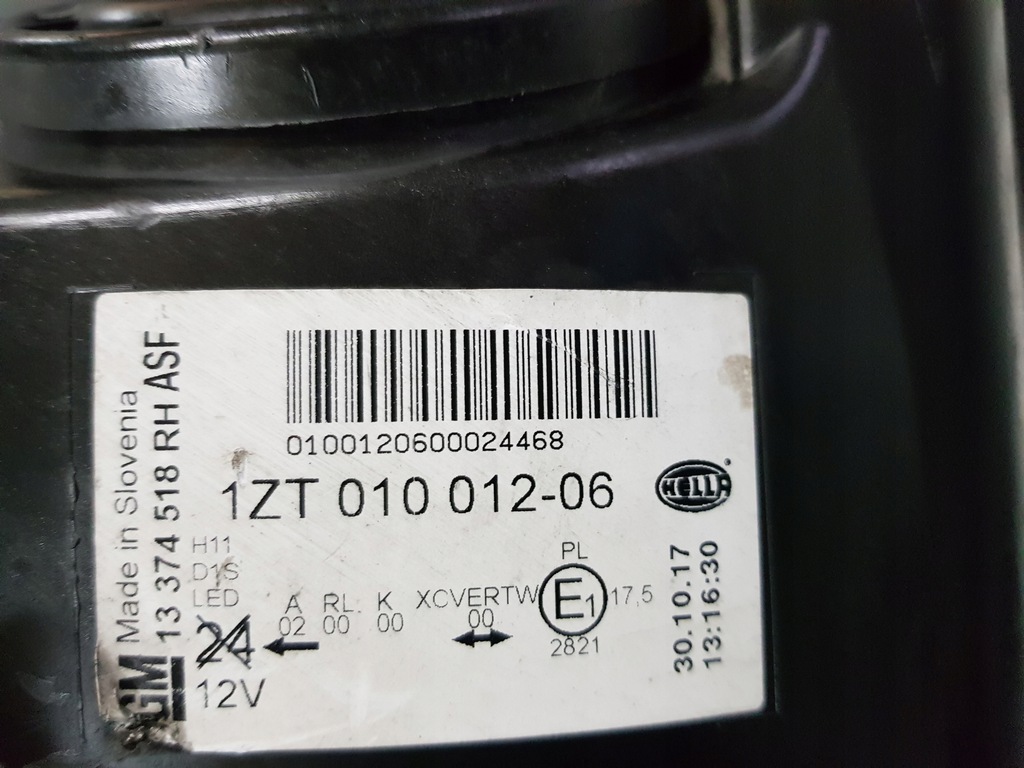 0100120600024468
1ZT 010 012-06
HELLA
Made in Slovenia
13 374 518 RH ASF
GM
H11
D1S
LED
24
12V
A
02
RL
00
K
00
XCVERTW
00
PL
E1
17,5
2821
30.10.17
13:16:30